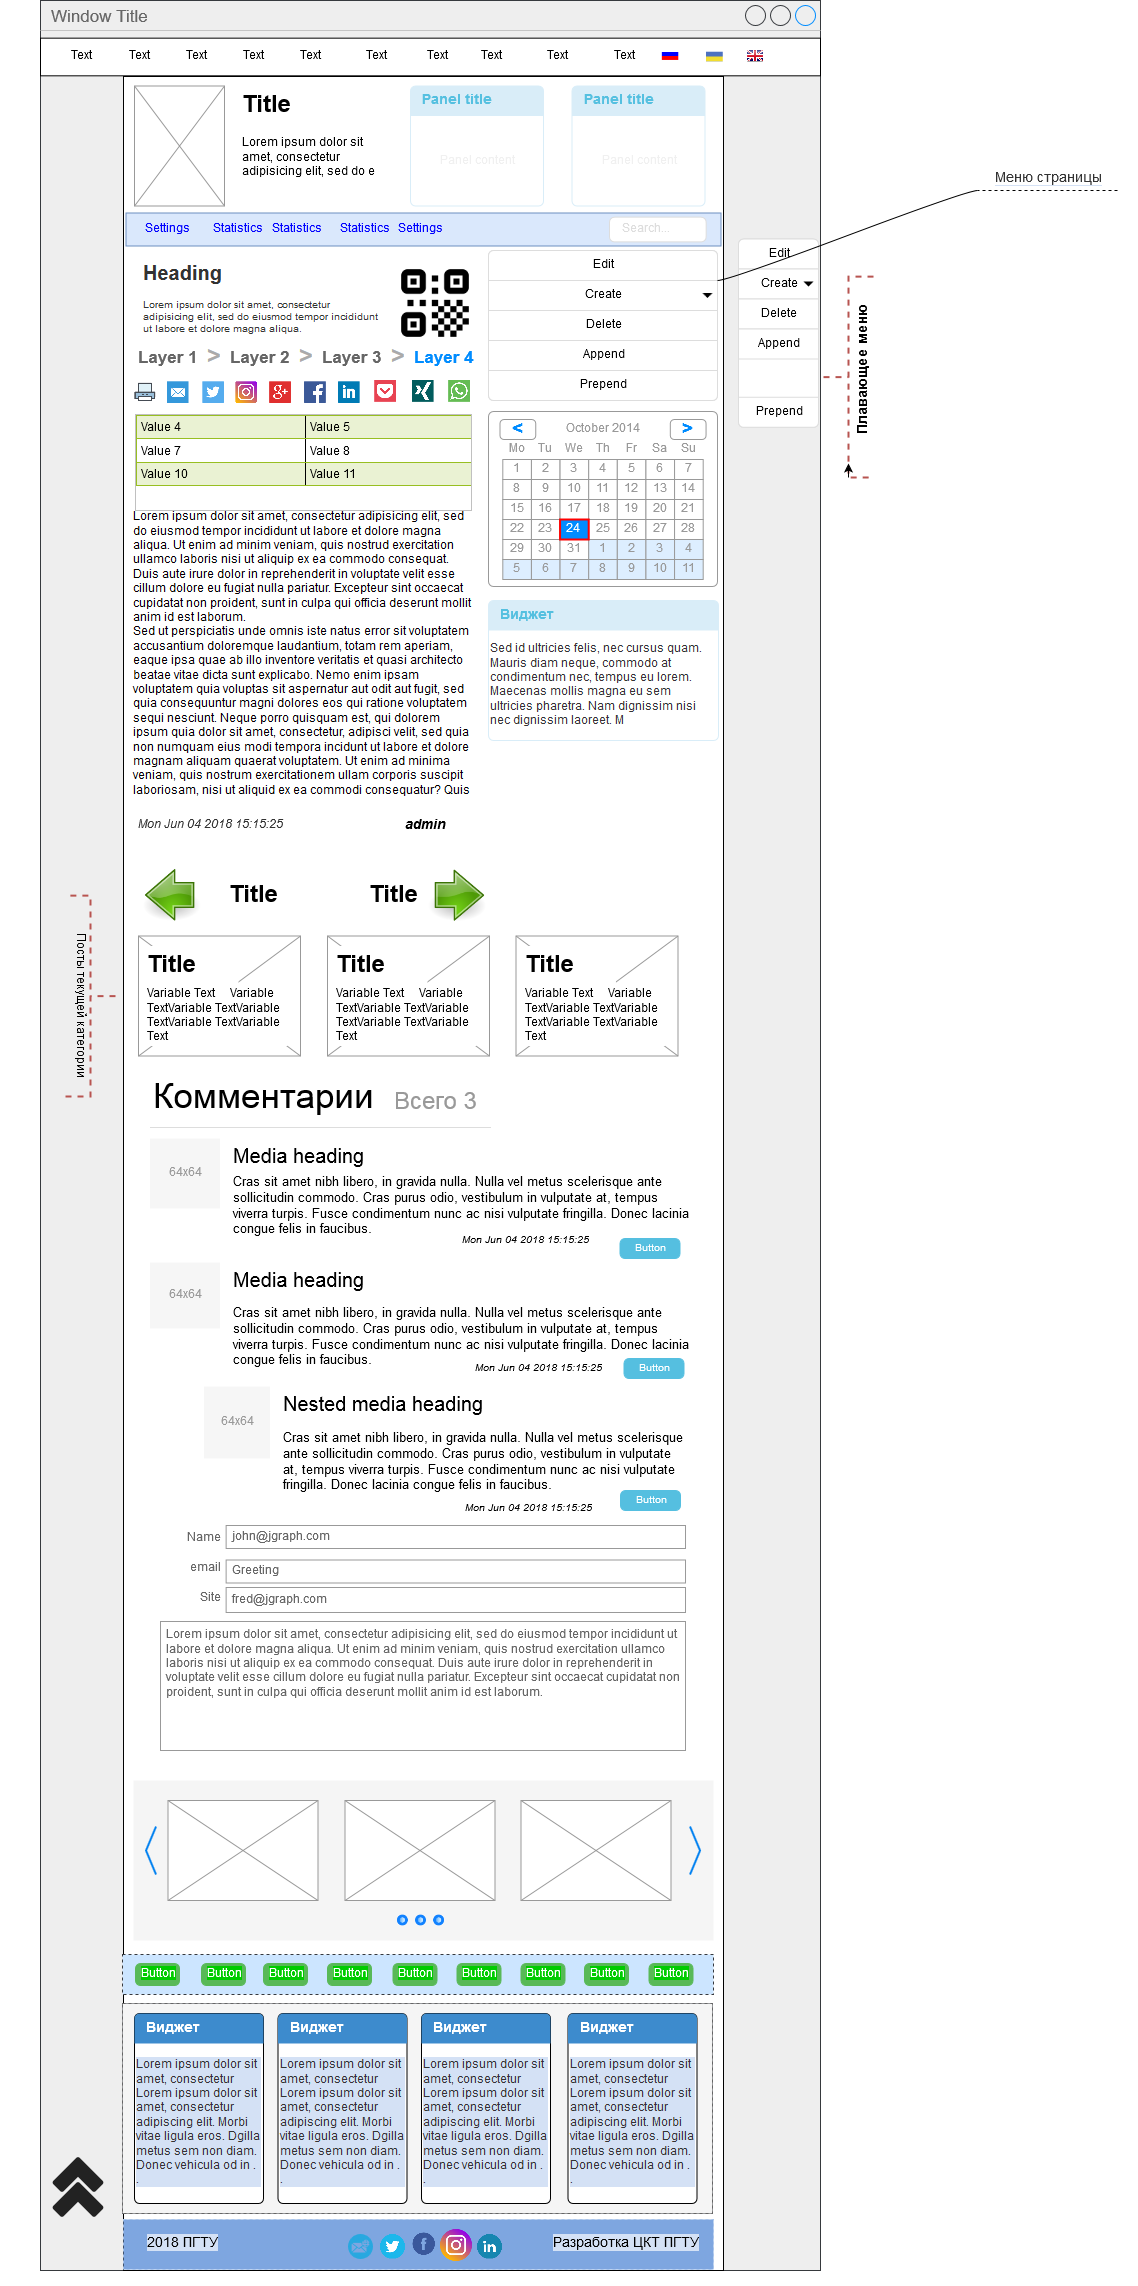 Window Title
Text Text Text Text Text Text Text Text Text Text
Title
Lorem ipsum dolor sit
amet, consectetur
adipisicing elit, sed do e
Panel title
Panel content
Panel title
Panel content
Меню страницы
Settings Statistics Statistics Statistics Settings
Search...
Heading
Lorem ipsum dolor sit amet, consectetur
adipisicing elit, sed do eiusmod tempor incididunt
ut labore et dolore magna aliqua.
Layer 1 > Layer 2 > Layer 3 > Layer 4
Edit
Create
Delete
Append
Prepend
Edit
Create
Delete
Append
Prepend
Плавающее меню
Value 4 Value 5
Value 7 Value 8
Value 10 Value 11
< October 2014 >
Mo Tu We Th Fr Sa Su
1 2 3 4 5 6 7
8 9 10 11 12 13 14
15 16 17 18 19 20 21
22 23 24 25 26 27 28
29 30 31 1 2 3 4
5 6 7 8 9 10 11
Lorem ipsum dolor sit amet, consectetur adipisicing elit, sed
do eiusmod tempor incididunt ut labore et dolore magna
aliqua. Ut enim ad minim veniam, quis nostrud exercitation
ullamco laboris nisi ut aliquip ex ea commodo consequat.
Duis aute irure dolor in reprehenderit in voluptate velit esse
cillum dolore eu fugiat nulla pariatur. Excepteur sint occaecat
cupidatat non proident, sunt in culpa qui officia deserunt mollit
anim id est laborum.
Sed ut perspiciatis unde omnis iste natus error sit voluptatem
accusantium doloremque laudantium, totam rem aperiam,
eaque ipsa quae ab illo inventore veritatis et quasi architecto
beatae vitae dicta sunt explicabo. Nemo enim ipsam
voluptatem quia voluptas sit aspernatur aut odit aut fugit, sed
quia consequuntur magni dolores eos qui ratione voluptatem
sequi nesciunt. Neque porro quisquam est, qui dolorem
ipsum quia dolor sit amet, consectetur, adipisci velit, sed quia
non numquam eius modi tempora incidunt ut labore et dolore
magnam aliquam quaerat voluptatem. Ut enim ad minima
veniam, quis nostrum exercitationem ullam corporis suscipit
laboriosam, nisi ut aliquid ex ea commodi consequatur? Quis
Виджет
Sed id ultricies felis, nec cursus quam.
Mauris diam neque, commodo at
condimentum nec, tempus eu lorem.
Maecenas mollis magna eu sem
ultricies pharetra. Nam dignissim nisi
nec dignissim laoreet. M
Mon Jun 04 2018 15:15:25 admin
Title Title
Посты текущей категории
Title
Variable Text Variable
TextVariable TextVariable
TextVariable TextVariable
Text
Title
Variable Text Variable
TextVariable TextVariable
TextVariable TextVariable
Text
Title
Variable Text Variable
TextVariable TextVariable
TextVariable TextVariable
Text
Комментарии Всего 3
64x64
Media heading
Cras sit amet nibh libero, in gravida nulla. Nulla vel metus scelerisque ante
sollicitudin commodo. Cras purus odio, vestibulum in vulputate at, tempus
viverra turpis. Fusce condimentum nunc ac nisi vulputate fringilla. Donec lacinia
congue felis in faucibus.
Mon Jun 04 2018 15:15:25
Button
64x64
Media heading
Cras sit amet nibh libero, in gravida nulla. Nulla vel metus scelerisque ante
sollicitudin commodo. Cras purus odio, vestibulum in vulputate at, tempus
viverra turpis. Fusce condimentum nunc ac nisi vulputate fringilla. Donec lacinia
congue felis in faucibus.
Mon Jun 04 2018 15:15:25
Button
64x64
Nested media heading
Cras sit amet nibh libero, in gravida nulla. Nulla vel metus scelerisque
ante sollicitudin commodo. Cras purus odio, vestibulum in vulputate
at, tempus viverra turpis. Fusce condimentum nunc ac nisi vulputate
fringilla. Donec lacinia congue felis in faucibus.
Mon Jun 04 2018 15:15:25
Button
Name john@jgraph.com
email Greeting
Site fred@jgraph.com
Lorem ipsum dolor sit amet, consectetur adipisicing elit, sed do eiusmod tempor incididunt ut
labore et dolore magna aliqua. Ut enim ad minim veniam, quis nostrud exercitation ullamco
laboris nisi ut aliquip ex ea commodo consequat. Duis aute irure dolor in reprehenderit in
voluptate velit esse cillum dolore eu fugiat nulla pariatur. Excepteur sint occaecat cupidatat non
proident, sunt in culpa qui officia deserunt mollit anim id est laborum.
Button Button Button Button Button Button Button Button Button
Виджет
Lorem ipsum dolor sit
amet, consectetur
Lorem ipsum dolor sit
amet, consectetur
adipiscing elit. Morbi
vitae ligula eros. Dgilla
metus sem non diam.
Donec vehicula od in .
.
Виджет
Lorem ipsum dolor sit
amet, consectetur
Lorem ipsum dolor sit
amet, consectetur
adipiscing elit. Morbi
vitae ligula eros. Dgilla
metus sem non diam.
Donec vehicula od in .
.
Виджет
Lorem ipsum dolor sit
amet, consectetur
Lorem ipsum dolor sit
amet, consectetur
adipiscing elit. Morbi
vitae ligula eros. Dgilla
metus sem non diam.
Donec vehicula od in .
.
Виджет
Lorem ipsum dolor sit
amet, consectetur
Lorem ipsum dolor sit
amet, consectetur
adipiscing elit. Morbi
vitae ligula eros. Dgilla
metus sem non diam.
Donec vehicula od in .
.
2018 ПГТУ Разработка ЦКТ ПГТУ